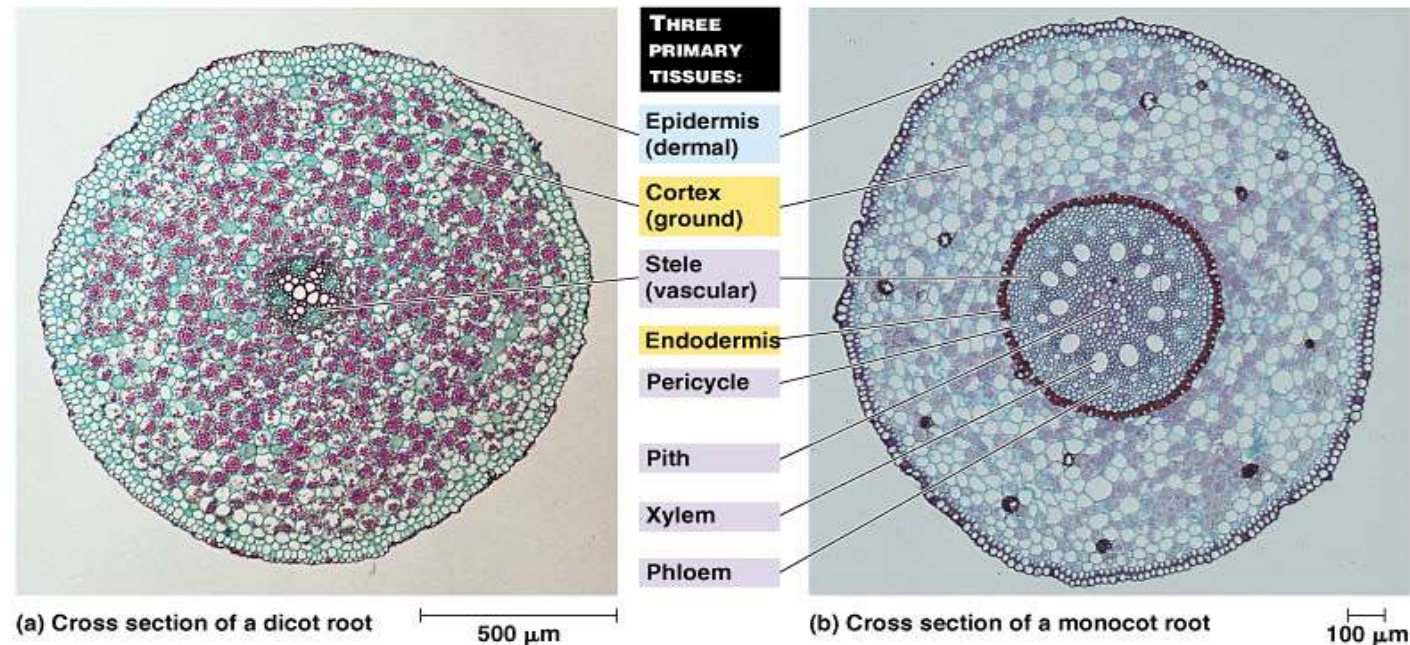 THREE
PRIMARY
TISSUES:
Epidermis
(dermal)
Cortex
(ground)
Stele
(vascular)
Endodermis
Pericycle
Pith
Xylem
Phloem
(a) Cross section of a dicot root
500 µm
(b) Cross section of a monocot root
100 µm